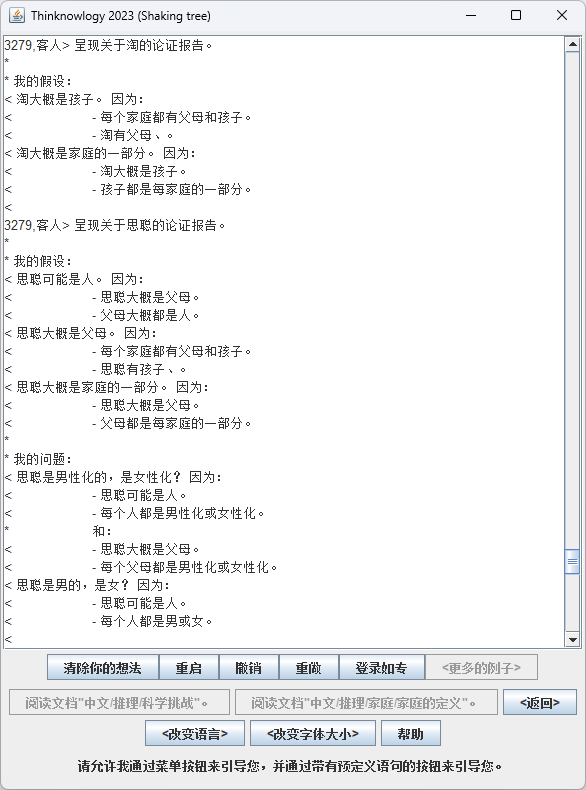 Thinknowlogy 2023 (Shaking tree)
3279,客人> 呈现关于淘的论证报告。
*
* 我的假设:
< 淘大概是孩子。 因为:
< - 每个家庭都有父母和孩子。
< - 淘有父母、。
< 淘大概是家庭的一部分。 因为:
< - 淘大概是孩子。
< - 孩子都是每家庭的一部分。
<
3279,客人> 呈现关于思聪的论证报告。
*
* 我的假设:
< 思聪可能是人。 因为:
< - 思聪大概是父母。
< - 父母大概都是人。
< 思聪大概是父母。 因为:
< - 每个家庭都有父母和孩子。
< - 思聪有孩子、。
< 思聪大概是家庭的一部分。 因为:
< - 思聪大概是父母。
< - 父母都是每家庭的一部分。
*
* 我的问题:
< 思聪是男性化的，是女性化？ 因为:
< - 思聪可能是人。
< - 每个人都是男性化或女性化。
* 和:
< - 思聪大概是父母。
< - 每个父母都是男性化或女性化。
< 思聪是男的，是女？ 因为:
< - 思聪可能是人。
< - 每个人都是男或女。
<
清除你的想法 重启 撤销 重做 登录如专 <更多的例子>
阅读文档"中文/推理/科学挑战"。 阅读文档"中文/推理/家庭/家庭的定义"。 <返回>
<改变语言> <改变字体大小> 帮助
请允许我通过菜单按钮来引导您，并通过带有预定义语句的按钮来引导您。